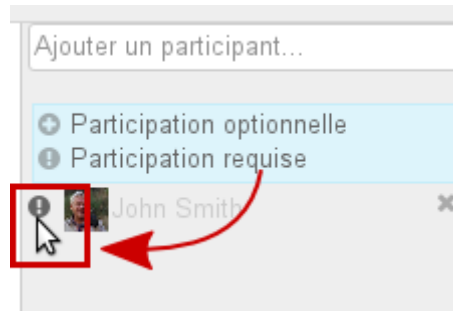 Ajouter un participant...
Participation optionnelle
Participation requise
John Smith